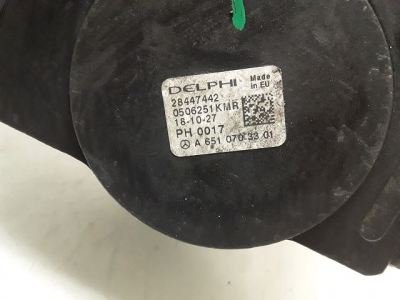 DELPHI
Made in EU
28447442
0506251KMR
18-10-27
PH 0017
A 651 070 33 01